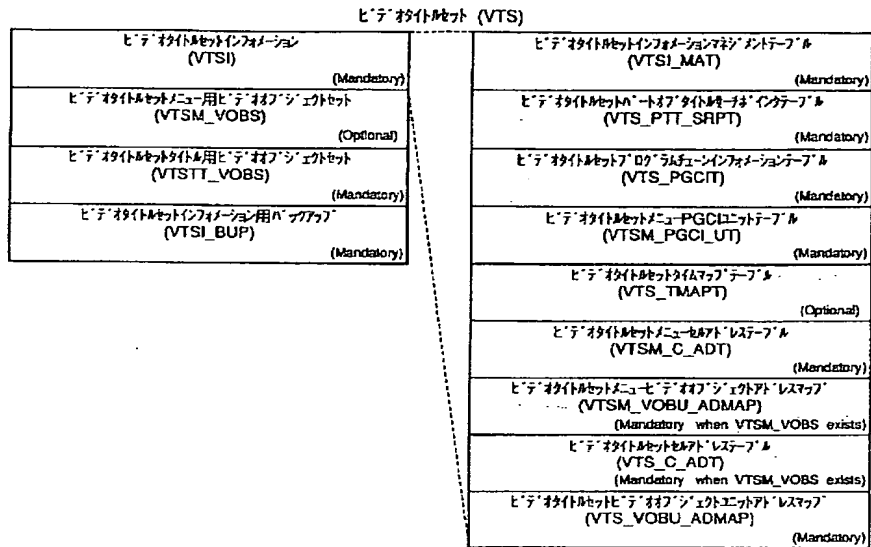 ﾋﾞﾃﾞｵﾀｲﾄﾙｾｯﾄ (VTS)
ﾋﾞﾃﾞｵﾀｲﾄﾙｾｯﾄｲﾝﾌｫﾒｰｼｮﾝ
(VTSI)
(Mandatory)
ﾋﾞﾃﾞｵﾀｲﾄﾙｾｯﾄﾒﾆｭｰ用ﾋﾞﾃﾞｵｵﾌﾞｼﾞｪｸﾄｾｯﾄ
(VTSM_VOBS)
(Optional)
ﾋﾞﾃﾞｵﾀｲﾄﾙｾｯﾄﾀｲﾄﾙ用ﾋﾞﾃﾞｵｵﾌﾞｼﾞｪｸﾄｾｯﾄ
(VTSTT_VOBS)
(Mandatory)
ﾋﾞﾃﾞｵﾀｲﾄﾙｾｯﾄｲﾝﾌｫﾒｰｼｮﾝ用ﾊﾞｯｸｱｯﾌﾟ
(VTSI_BUP)
(Mandatory)
ﾋﾞﾃﾞｵﾀｲﾄﾙｾｯﾄｲﾝﾌｫﾒｰｼｮﾝﾏﾈｼﾞﾒﾝﾄﾃｰﾌﾞﾙ
(VTSI_MAT)
(Mandatory)
ﾋﾞﾃﾞｵﾀｲﾄﾙｾｯﾄﾊﾟｰﾄｵﾌﾞﾀｲﾄﾙｻｰﾁﾎﾟｲﾝﾀﾃｰﾌﾞﾙ
(VTS_PTT_SRPT)
(Mandatory)
ﾋﾞﾃﾞｵﾀｲﾄﾙｾｯﾄﾌﾟﾛｸﾞﾗﾑﾁｪｰﾝｲﾝﾌｫﾒｰｼｮﾝﾃｰﾌﾞﾙ
(VTS_PGCIT)
(Mandatory)
ﾋﾞﾃﾞｵﾀｲﾄﾙｾｯﾄﾒﾆｭｰPGCIﾕﾆｯﾄﾃｰﾌﾞﾙ
(VTSM_PGCI_UT)
(Mandatory)
ﾋﾞﾃﾞｵﾀｲﾄﾙｾｯﾄﾀｲﾑﾏｯﾌﾟﾃｰﾌﾞﾙ
(VTS_TMAPT)
(Optional)
ﾋﾞﾃﾞｵﾀｲﾄﾙｾｯﾄﾒﾆｭｰｾﾙｱﾄﾞﾚｽﾃｰﾌﾞﾙ
(VTSM_C_ADT)
(Mandatory)
ﾋﾞﾃﾞｵﾀｲﾄﾙｾｯﾄﾒﾆｭｰﾋﾞﾃﾞｵｵﾌﾞｼﾞｪｸﾄｱﾄﾞﾚｽﾏｯﾌﾟ
(VTSM_VOBU_ADMAP)
(Mandatory when VTSM_VOBS exists)
ﾋﾞﾃﾞｵﾀｲﾄﾙｾｯﾄｾﾙｱﾄﾞﾚｽﾃｰﾌﾞﾙ
(VTS_C_ADT)
(Mandatory when VTSM_VOBS exists)
ﾋﾞﾃﾞｵﾀｲﾄﾙｾｯﾄﾋﾞﾃﾞｵｵﾌﾞｼﾞｪｸﾄﾕﾆｯﾄｱﾄﾞﾚｽﾏｯﾌﾟ
(VTS_VOBU_ADMAP)
(Mandatory)